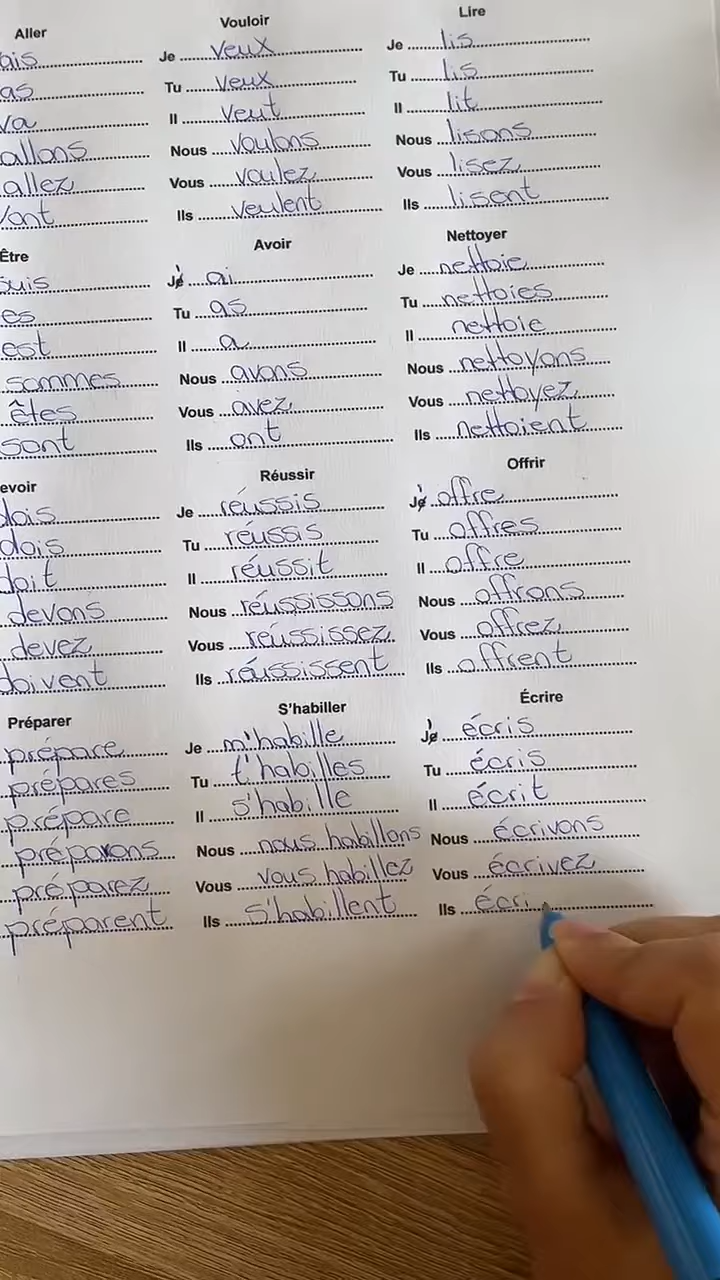 Aller
ais
as
va
allons
allez
vont
Vouloir
Je veux
Tu veux
Il veut
Nous voulons
Vous voulez
Ils veulent
Lire
Je lis
Tu lis
Il lit
Nous lisons
Vous lisez
Ils lisent
Être
suis
es
est
sommes
êtes
sont
Avoir
J' ai
Tu as
Il a
Nous avons
Vous avez
Ils ont
Nettoyer
Je nettoie
Tu nettoies
Il nettoie
Nous nettoyons
Vous nettoyez
Ils nettoient
evoir
dois
dois
doit
devons
devez
doivent
Réussir
Je réussis
Tu réussis
Il réussit
Nous réussissons
Vous réussissez
Ils réussissent
Offrir
J' offre
Tu offres
Il offre
Nous offrons
Vous offrez
Ils offrent
Préparer
prépare
prépares
prépare
préparons
préparez
préparent
S'habiller
Je m'habille
Tu t'habilles
Il s'habille
Nous nous habillons
Vous vous habillez
Ils s'habillent
Écrire
J' écris
Tu écris
Il écrit
Nous écrivons
Vous écrivez
Ils écri